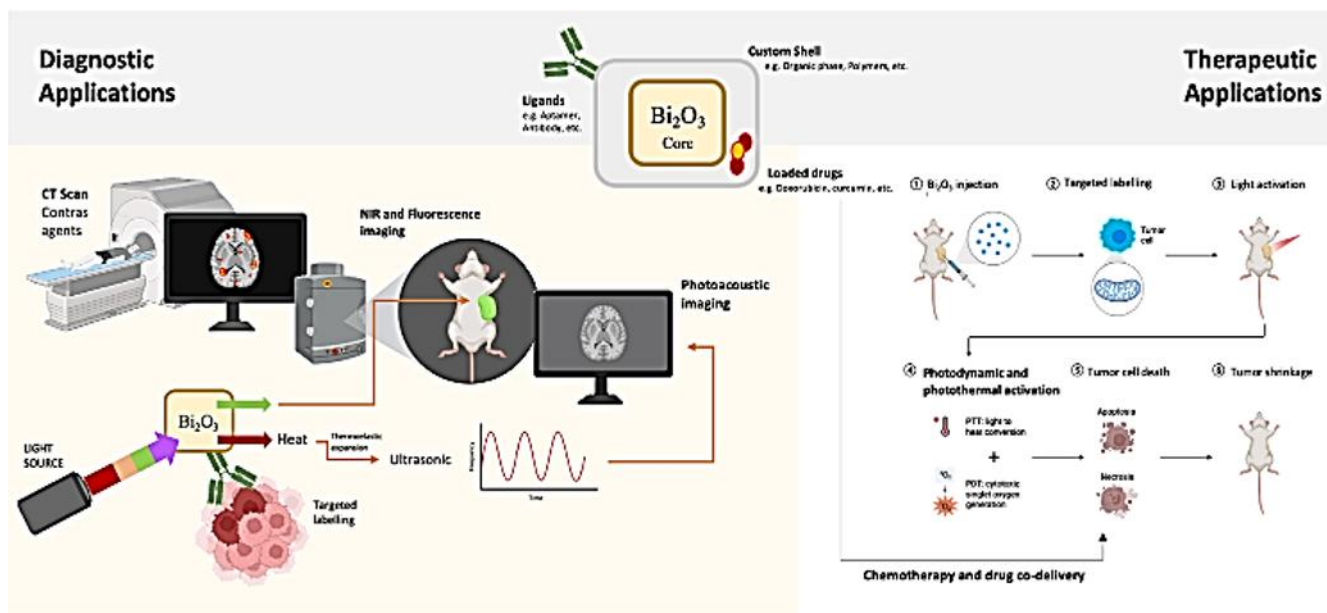 Diagnostic
Applications
Ligands
e.g. Aptamer,
Antibody, etc.
Custom Shell
e.g. Organic phase, Polymers, etc.
Bi₂O₃
Core
Loaded drugs
e.g. Doxorubicin, curcumin, etc.
Therapeutic
Applications
CT Scan
Contras
agents
NIR and Fluorescence
imaging
Photoacoustic
imaging
LIGHT
SOURCE
Bi₂O₃
Heat
Thermoelastic
expansion
Ultrasonic
Frequency
Time
Targeted
labelling
① Bi₂O₃ injection
② Targeted labelling
Tumor
cell
③ Light activation
④ Photodynamic and
photothermal activation
PTT: light to
heat conversion
+
PDT: cytotoxic
singlet oxygen
generation
⑤ Tumor cell death
Apoptosis
Necrosis
⑥ Tumor shrinkage
Chemotherapy and drug co-delivery